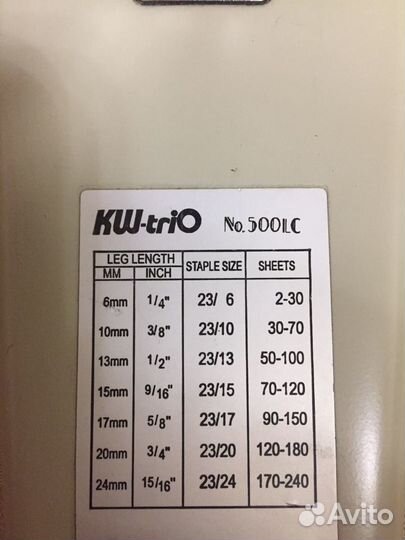 KW-triO No. 500LC
LEG LENGTH STAPLE SIZE SHEETS
MM INCH
6mm 1/4" 23/ 6 2-30
10mm 3/8" 23/10 30-70
13mm 1/2" 23/13 50-100
15mm 9/16" 23/15 70-120
17mm 5/8" 23/17 90-150
20mm 3/4" 23/20 120-180
24mm 15/16" 23/24 170-240
Avito